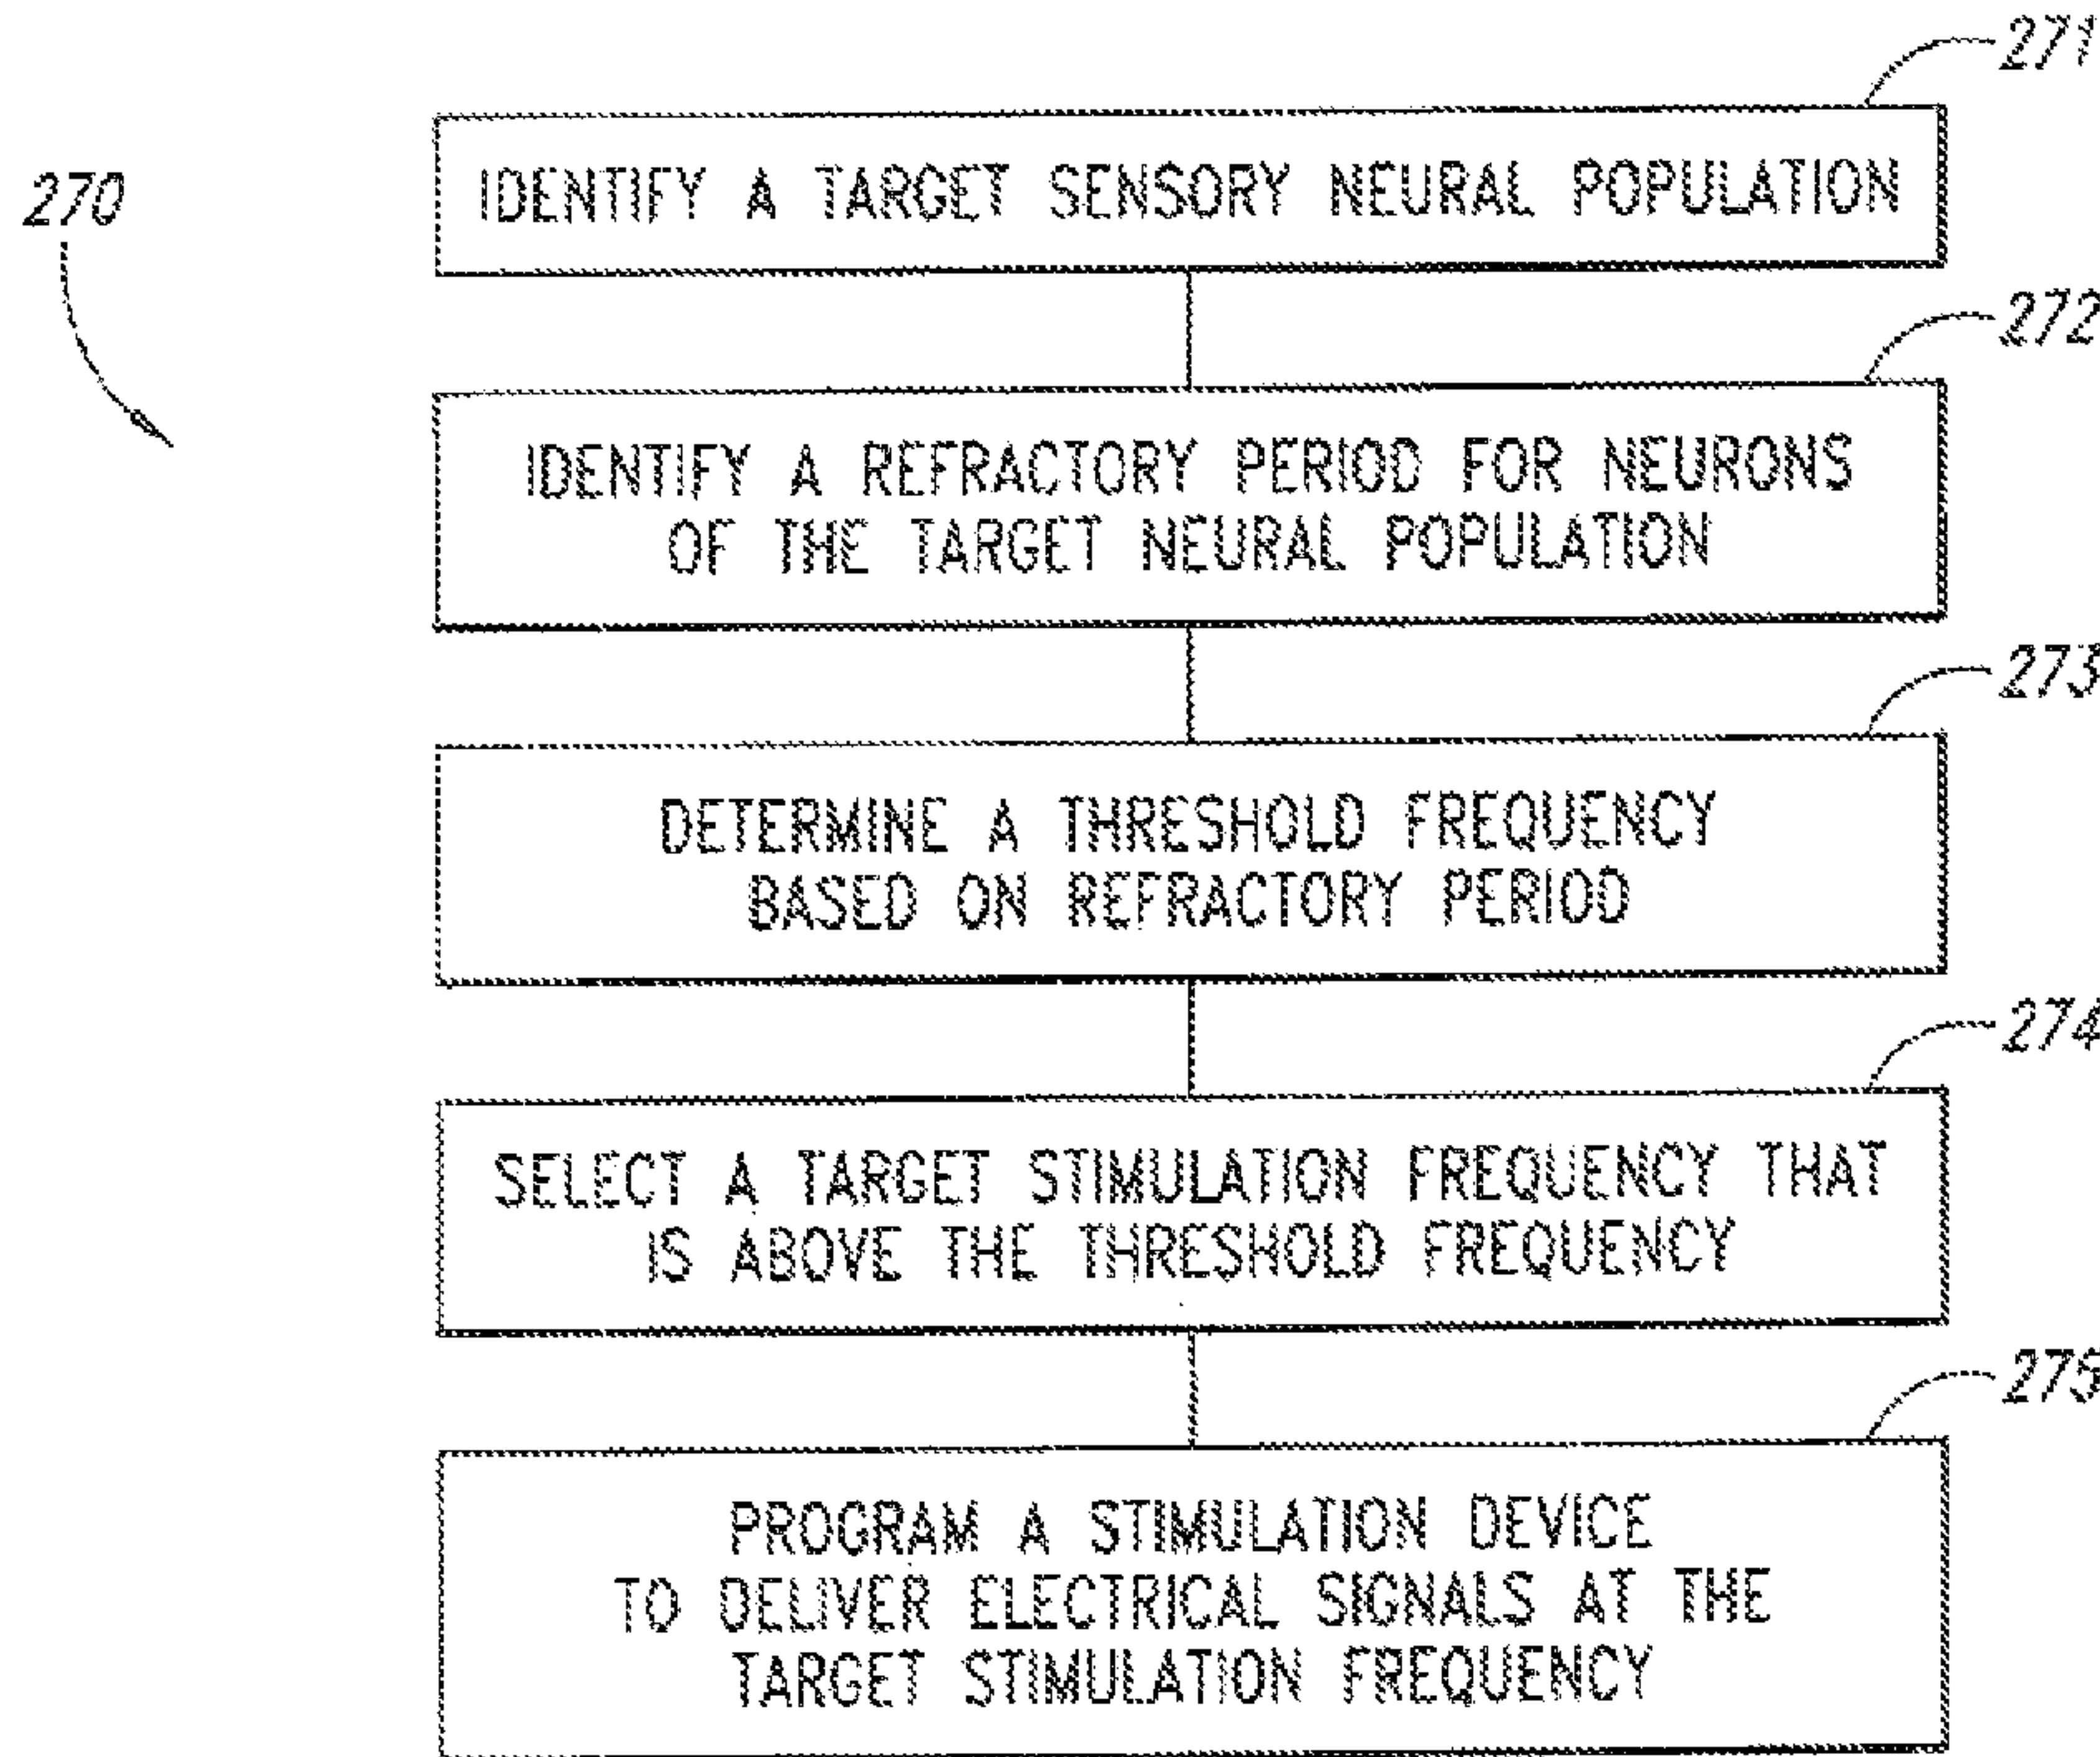 270
271
IDENTIFY A TARGET SENSORY NEURAL POPULATION
272
IDENTIFY A REFRACTORY PERIOD FOR NEURONS
OF THE TARGET NEURAL POPULATION
273
DETERMINE A THRESHOLD FREQUENCY
BASED ON REFRACTORY PERIOD
274
SELECT A TARGET STIMULATION FREQUENCY THAT
IS ABOVE THE THRESHOLD FREQUENCY
275
PROGRAM A STIMULATION DEVICE
TO DELIVER ELECTRICAL SIGNALS AT THE
TARGET STIMULATION FREQUENCY